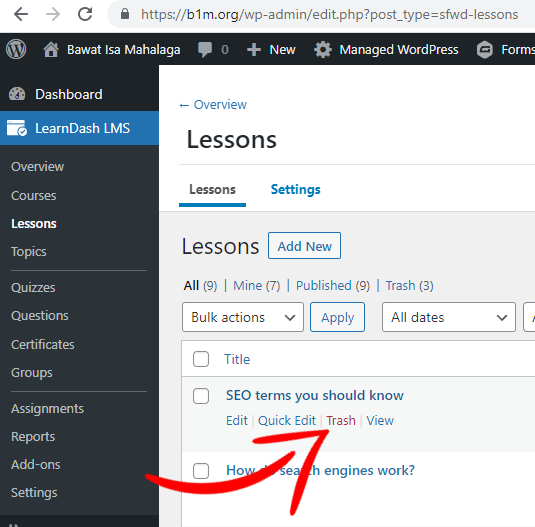 https://b1m.org/wp-admin/edit.php?post_type=sfwd-lessons
Bawat Isa Mahalaga 0 New Managed WordPress Forms
Dashboard
LearnDash LMS
Overview
Courses
Lessons
Topics
Quizzes
Questions
Certificates
Groups
Assignments
Reports
Add-ons
Settings
← Overview
Lessons
Lessons Settings
Lessons Add New
All (9) | Mine (7) | Published (9) | Trash (3)
Bulk actions Apply All dates
Title
SEO terms you should know
Edit | Quick Edit | Trash | View
How do search engines work?